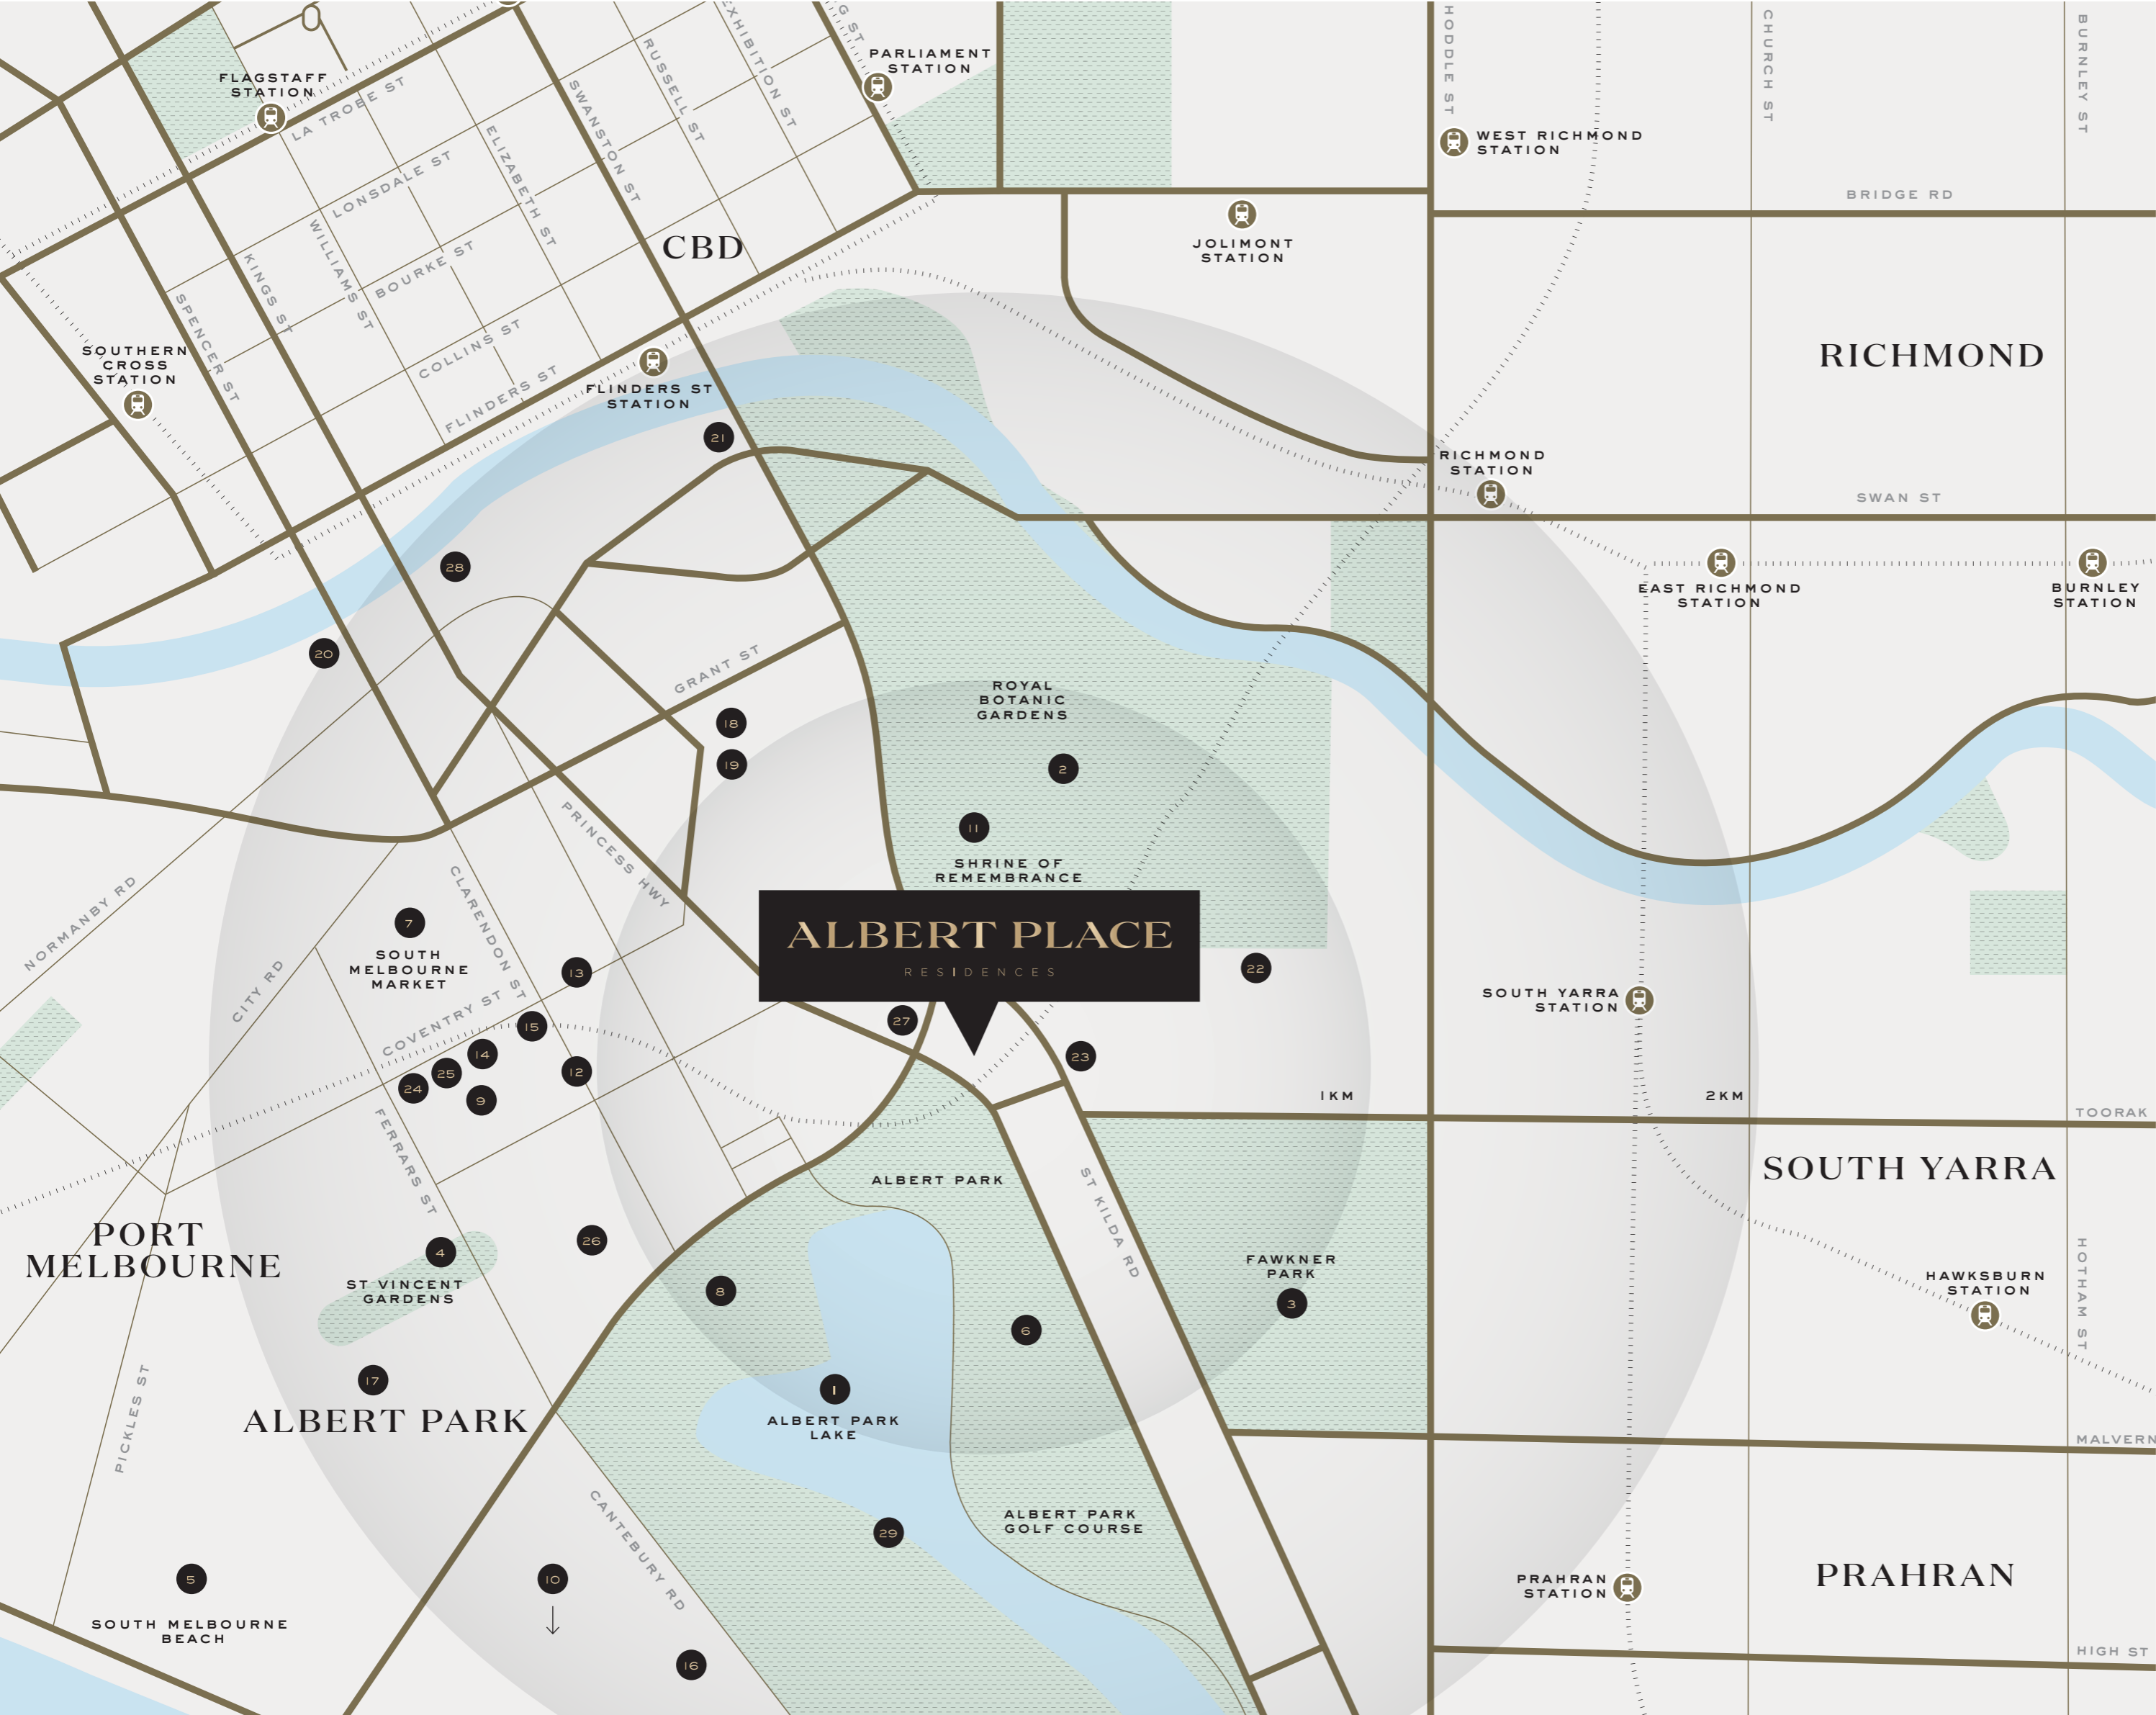 FLAGSTAFF
STATION
LA TROBE ST
LONSDALE ST
WILLIAMS ST
BOURKE ST
ELIZABETH ST
SWANSTON ST
RUSSELL ST
EXHIBITION ST
G ST
PARLIAMENT
STATION
CBD
KINGS ST
SPENCER ST
COLLINS ST
FLINDERS ST
SOUTHERN
CROSS
STATION
FLINDERS ST
STATION
HODDLE ST
CHURCH ST
BURNLEY ST
WEST RICHMOND
STATION
BRIDGE RD
JOLIMONT
STATION
RICHMOND
RICHMOND
STATION
SWAN ST
EAST RICHMOND
STATION
BURNLEY
STATION
21
28
20
GRANT ST
18
19
ROYAL
BOTANIC
GARDENS
2
11
SHRINE OF
REMEMBRANCE
PRINCESS HWY
CLARENDON ST
NORMANBY RD
CITY RD
7
SOUTH
MELBOURNE
MARKET
COVENTRY ST
13
15
14
25
24
12
9
ALBERT PLACE
RESIDENCES
22
27
23
SOUTH YARRA
STATION
1KM
2KM
TOORAK
SOUTH YARRA
FERRARS ST
PORT
MELBOURNE
4
ST VINCENT
GARDENS
26
8
ALBERT PARK
ST KILDA RD
6
FAWKNER
PARK
3
HAWKSBURN
STATION
HOTHAM ST
17
ALBERT PARK
PICKLES ST
1
ALBERT PARK
LAKE
MALVERN
CANTEBURY RD
29
ALBERT PARK
GOLF COURSE
5
SOUTH MELBOURNE
BEACH
10
16
PRAHRAN
STATION
PRAHRAN
HIGH ST